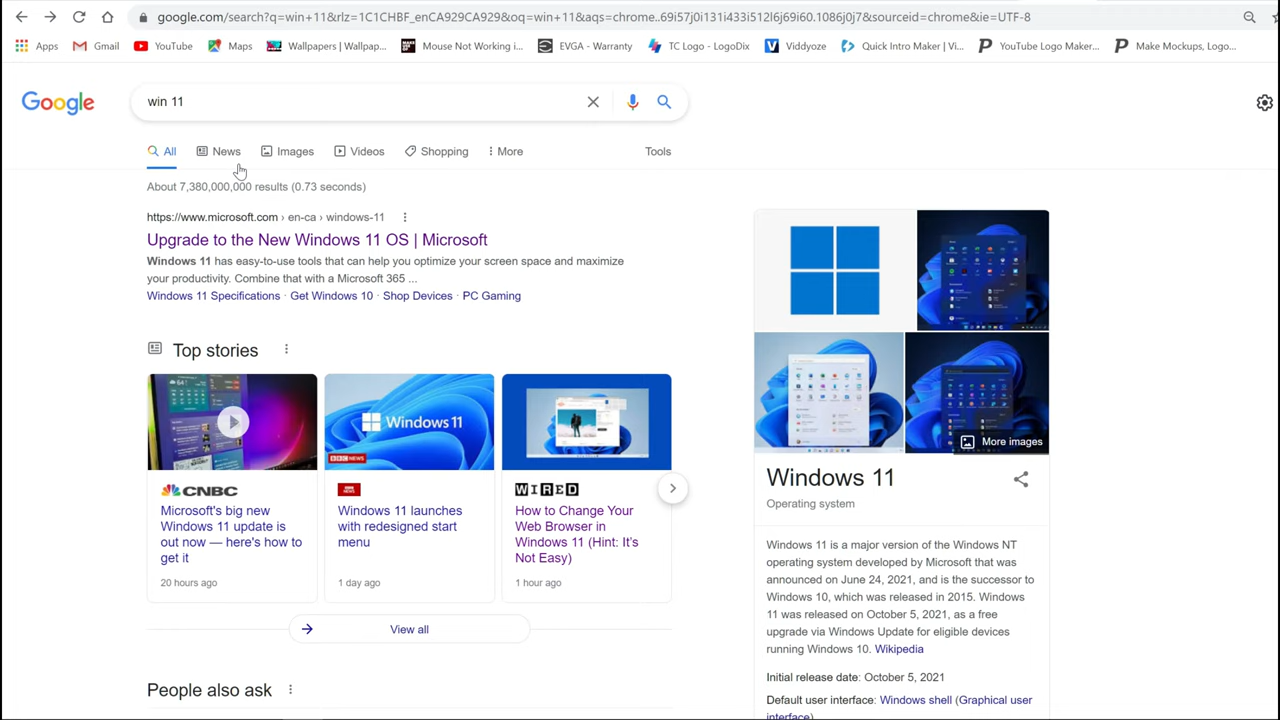 google.com/search?q=win+11&rlz=1C1CHBF_enCA929CA929&oq=win+11&aqs=chrome..69i57j0i131i433i512l6j69i60.1086j0j7&sourceid=chrome&ie=UTF-8
Apps Gmail YouTube Maps Wallpapers | Wallpap... Mouse Not Working i... EVGA - Warranty TC Logo - LogoDix Viddyoze Quick Intro Maker | Vi... YouTube Logo Maker... Make Mockups, Logo...
Google win 11
All News Images Videos Shopping More Tools
About 7,380,000,000 results (0.73 seconds)
https://www.microsoft.com › en-ca › windows-11
Upgrade to the New Windows 11 OS | Microsoft
Windows 11 has easy-to-use tools that can help you optimize your screen space and maximize
your productivity. Combine that with a Microsoft 365 ...
Windows 11 Specifications · Get Windows 10 · Shop Devices · PC Gaming
Top stories
Windows 11
BBC NEWS
CNBC
Microsoft's big new
Windows 11 update is
out now — here's how to
get it
20 hours ago
Windows 11 launches
with redesigned start
menu
1 day ago
WIRED
How to Change Your
Web Browser in
Windows 11 (Hint: It's
Not Easy)
1 hour ago
View all
People also ask
More images
Windows 11
Operating system
Windows 11 is a major version of the Windows NT
operating system developed by Microsoft that was
announced on June 24, 2021, and is the successor to
Windows 10, which was released in 2015. Windows
11 was released on October 5, 2021, as a free
upgrade via Windows Update for eligible devices
running Windows 10. Wikipedia
Initial release date: October 5, 2021
Default user interface: Windows shell (Graphical user
interface)